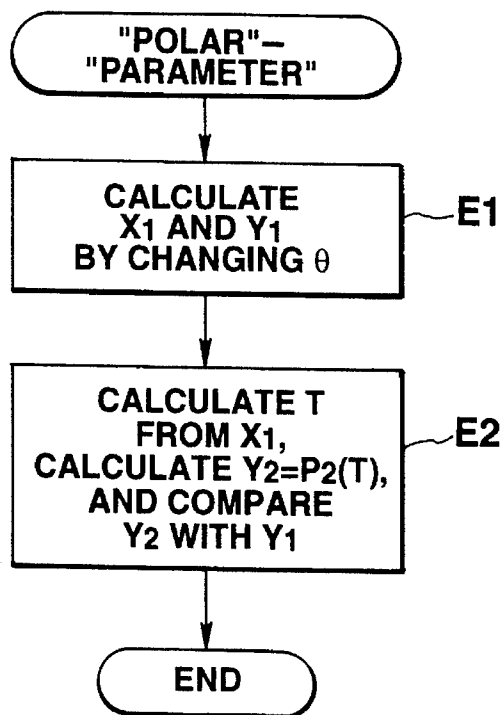 "POLAR"–
"PARAMETER"
CALCULATE
X1 AND Y1
BY CHANGING θ
E1
CALCULATE T
FROM X1,
CALCULATE Y2=P2(T),
AND COMPARE
Y2 WITH Y1
E2
END